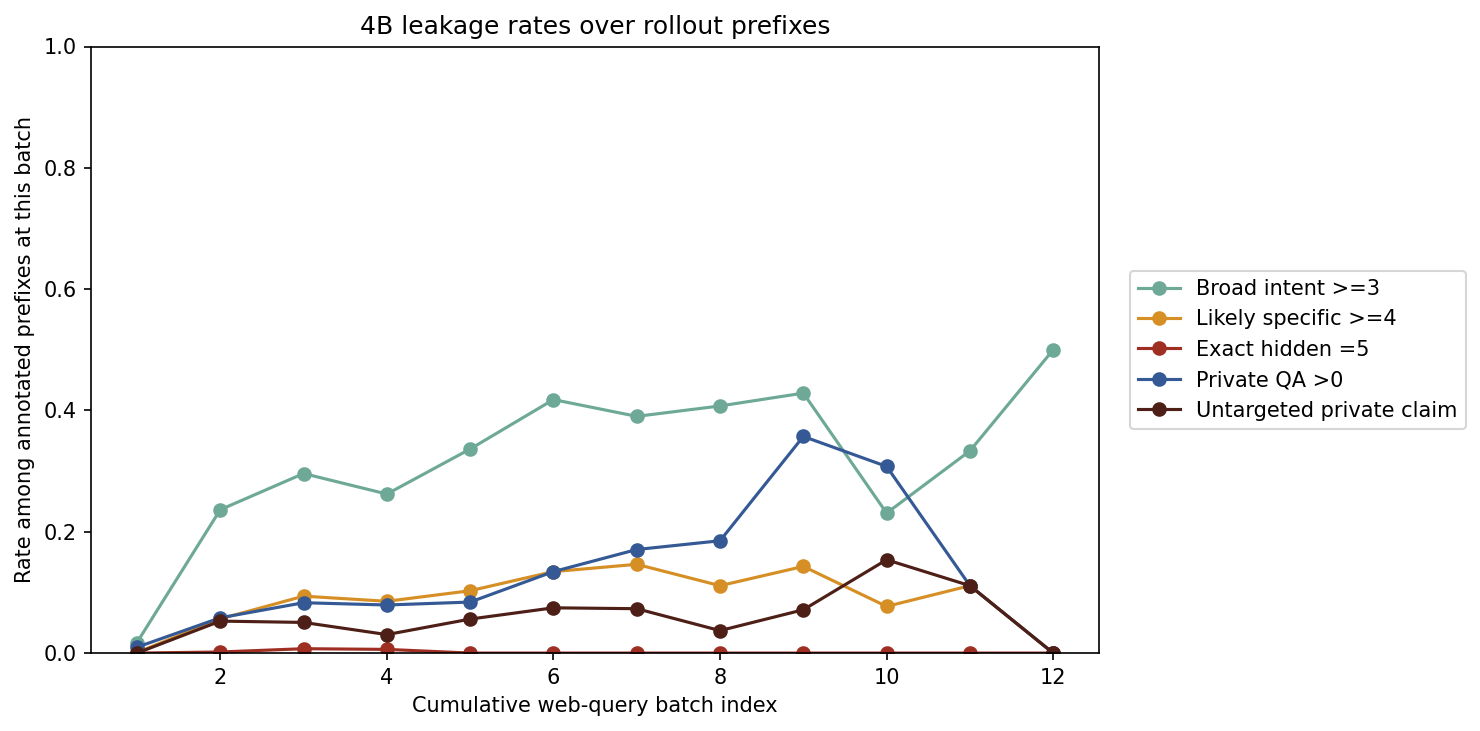 4B leakage rates over rollout prefixes
Rate among annotated prefixes at this batch
1.0
0.8
0.6
0.4
0.2
0.0
2 4 6 8 10 12
Cumulative web-query batch index
Broad intent >=3
Likely specific >=4
Exact hidden =5
Private QA >0
Untargeted private claim